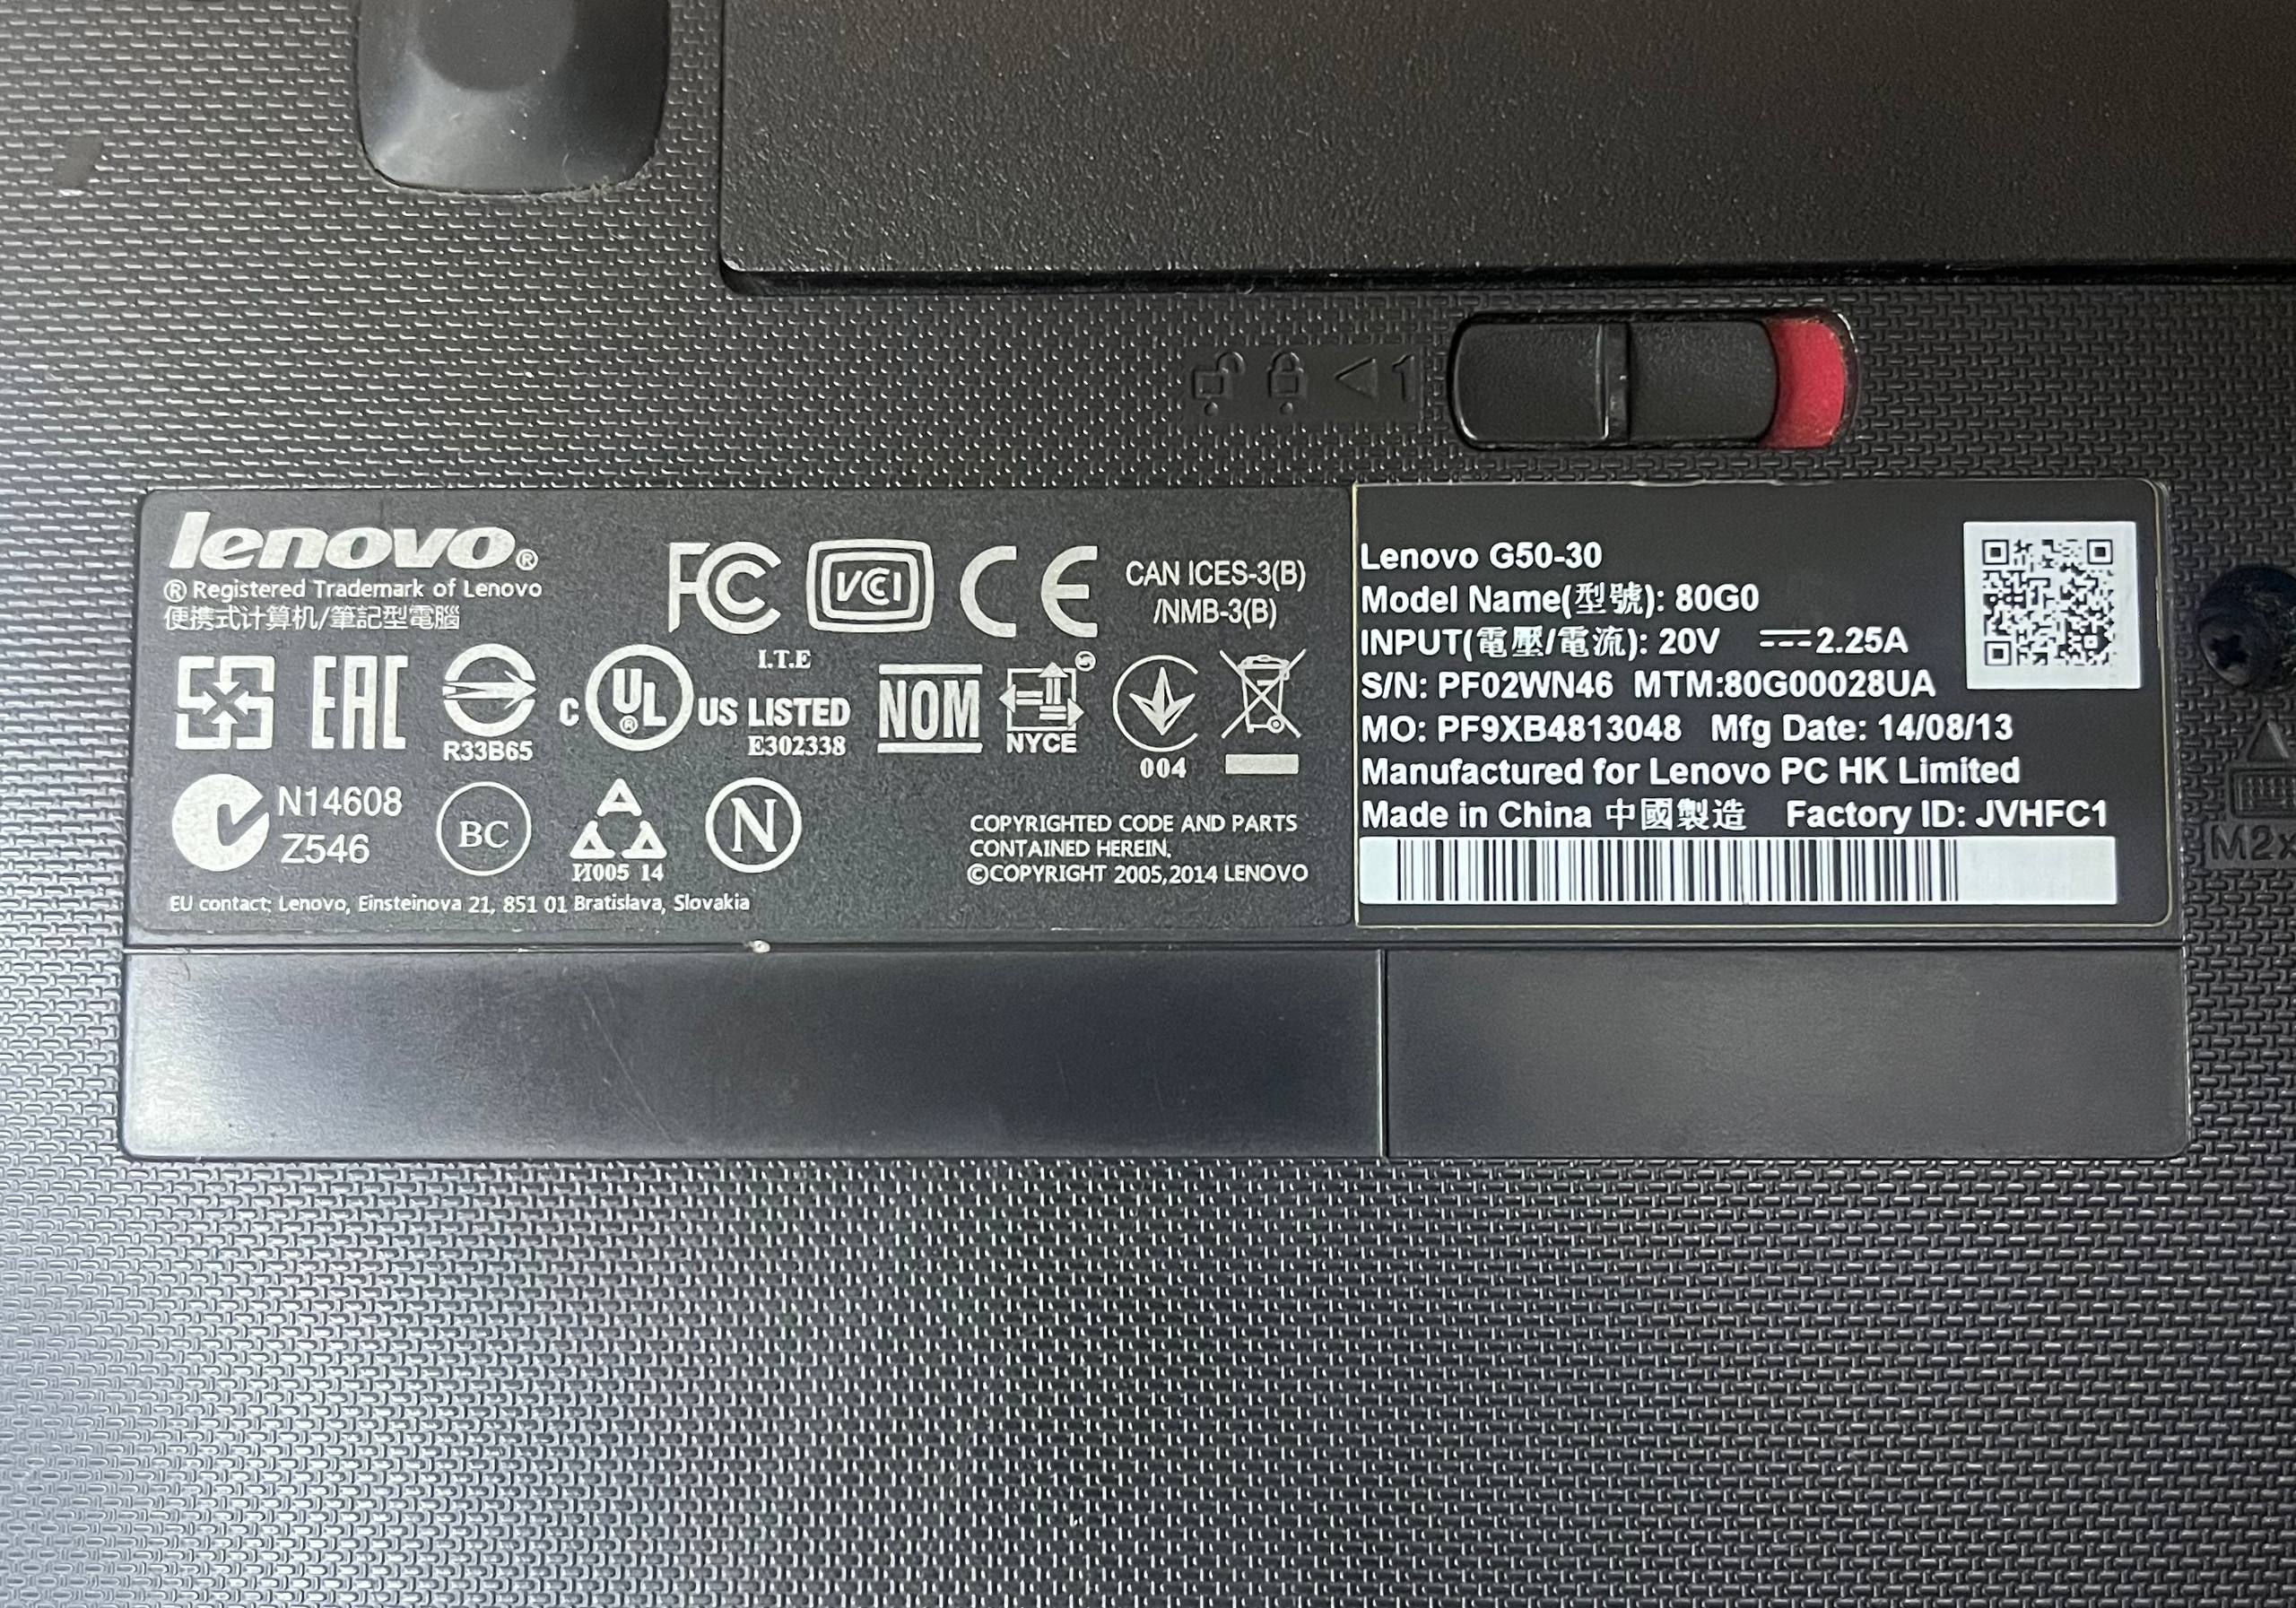 1
lenovo®
® Registered Trademark of Lenovo
便携式计算机/筆記型電腦
FC VCI CE CAN ICES-3(B)
/NMB-3(B)
EAC
R33B65
C UL® US LISTED
I.T.E
E302338
NOM
NYCE
004
N14608
Z546
BC
И005 14
N
COPYRIGHTED CODE AND PARTS
CONTAINED HEREIN.
©COPYRIGHT 2005,2014 LENOVO
EU contact: Lenovo, Einsteinova 21, 851 01 Bratislava, Slovakia
Lenovo G50-30
Model Name(型號): 80G0
INPUT(電壓/電流): 20V ⎓2.25A
S/N: PF02WN46 MTM:80G00028UA
MO: PF9XB4813048 Mfg Date: 14/08/13
Manufactured for Lenovo PC HK Limited
Made in China 中國製造 Factory ID: JVHFC1